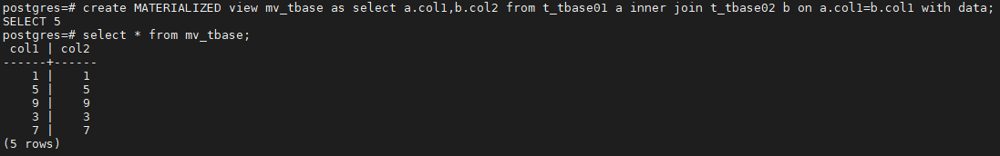 postgres=# create MATERIALIZED view mv_tbase as select a.col1,b.col2 from t_tbase01 a inner join t_tbase02 b on a.col1=b.col1 with data;
SELECT 5
postgres=# select * from mv_tbase;
 col1 | col2
------+------
    1 |    1
    5 |    5
    9 |    9
    3 |    3
    7 |    7
(5 rows)